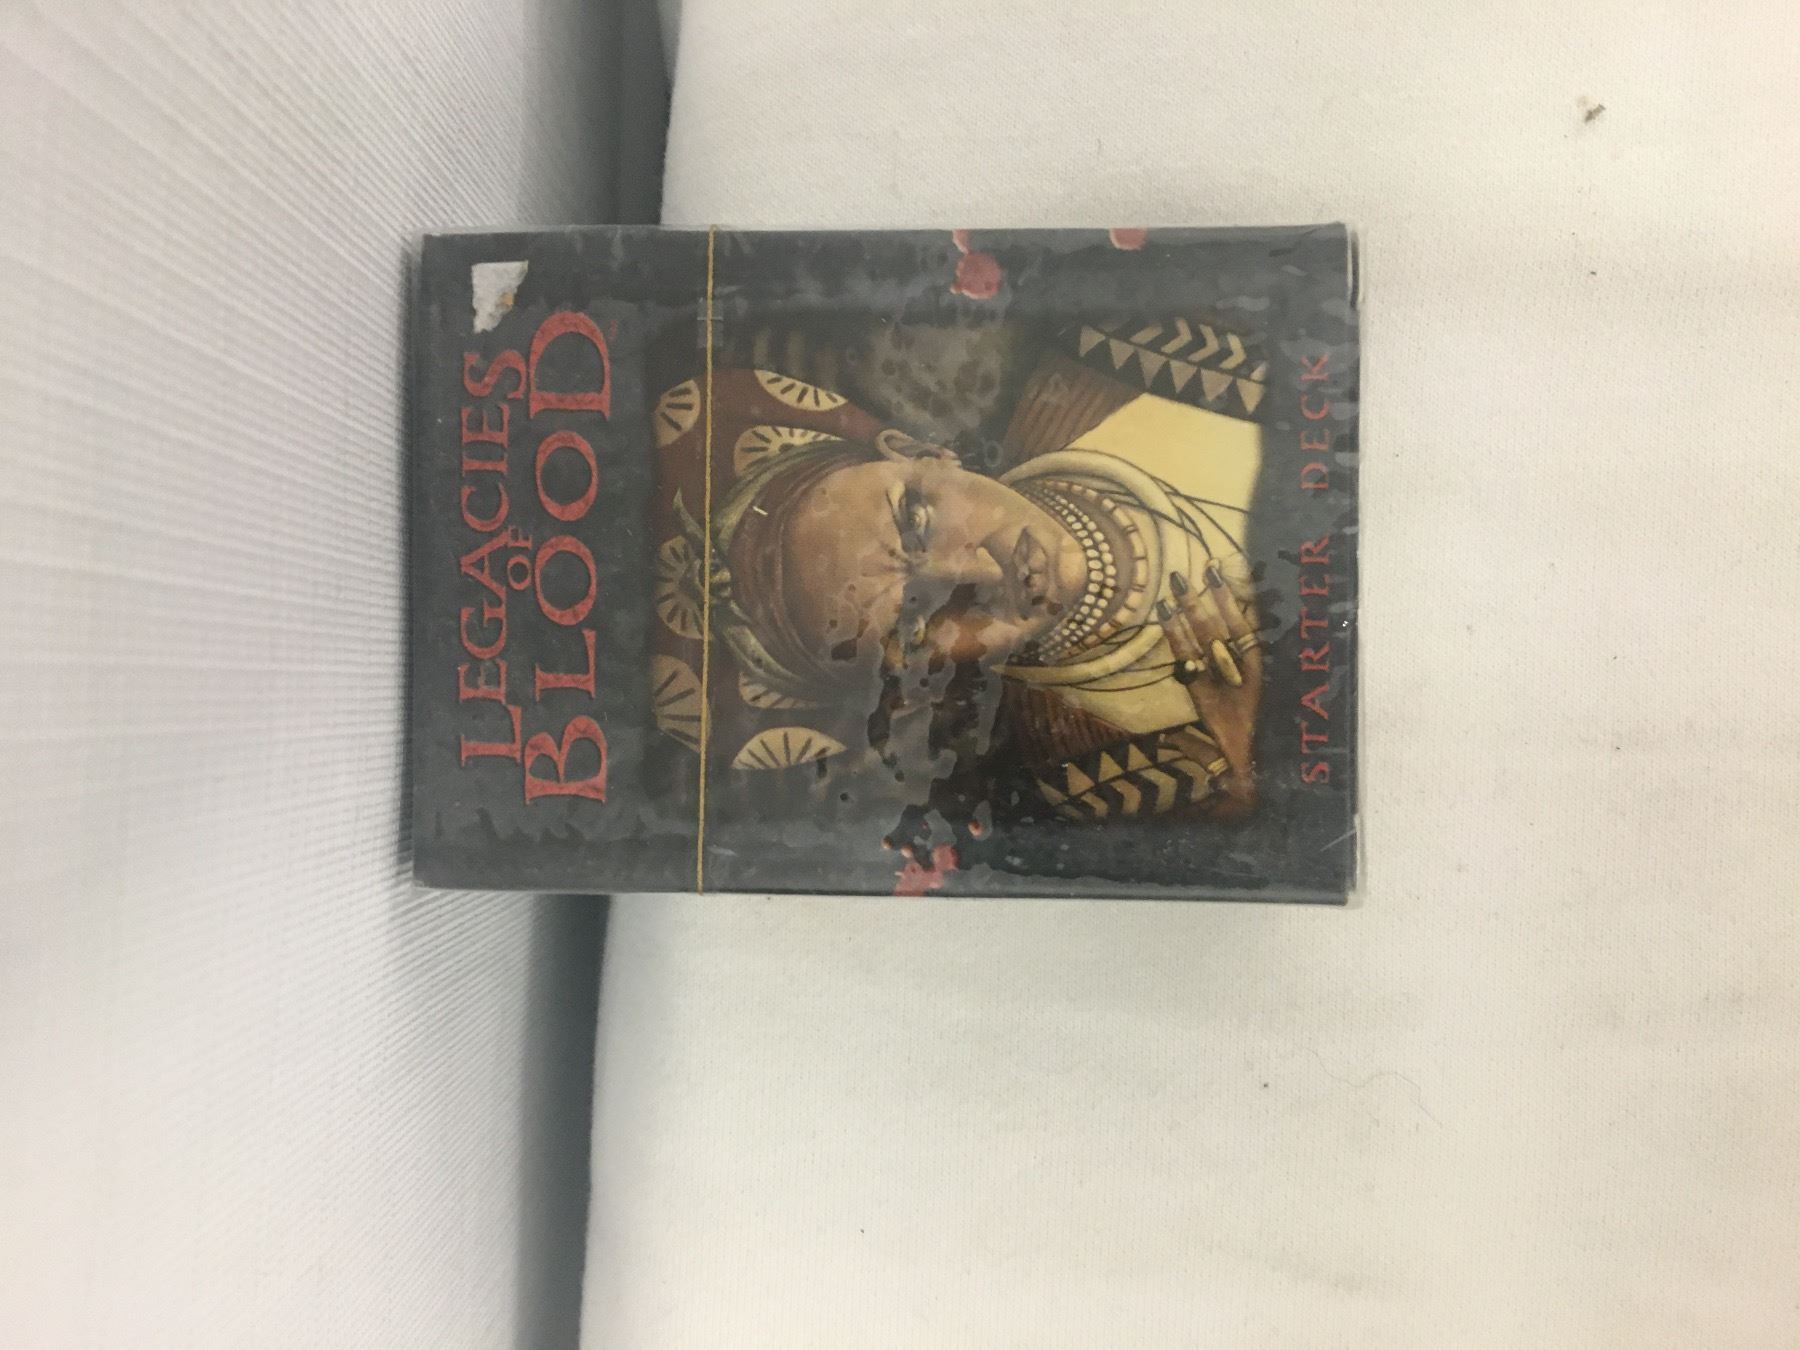 LEGACIES
OF
BLOOD
STARTER DECK